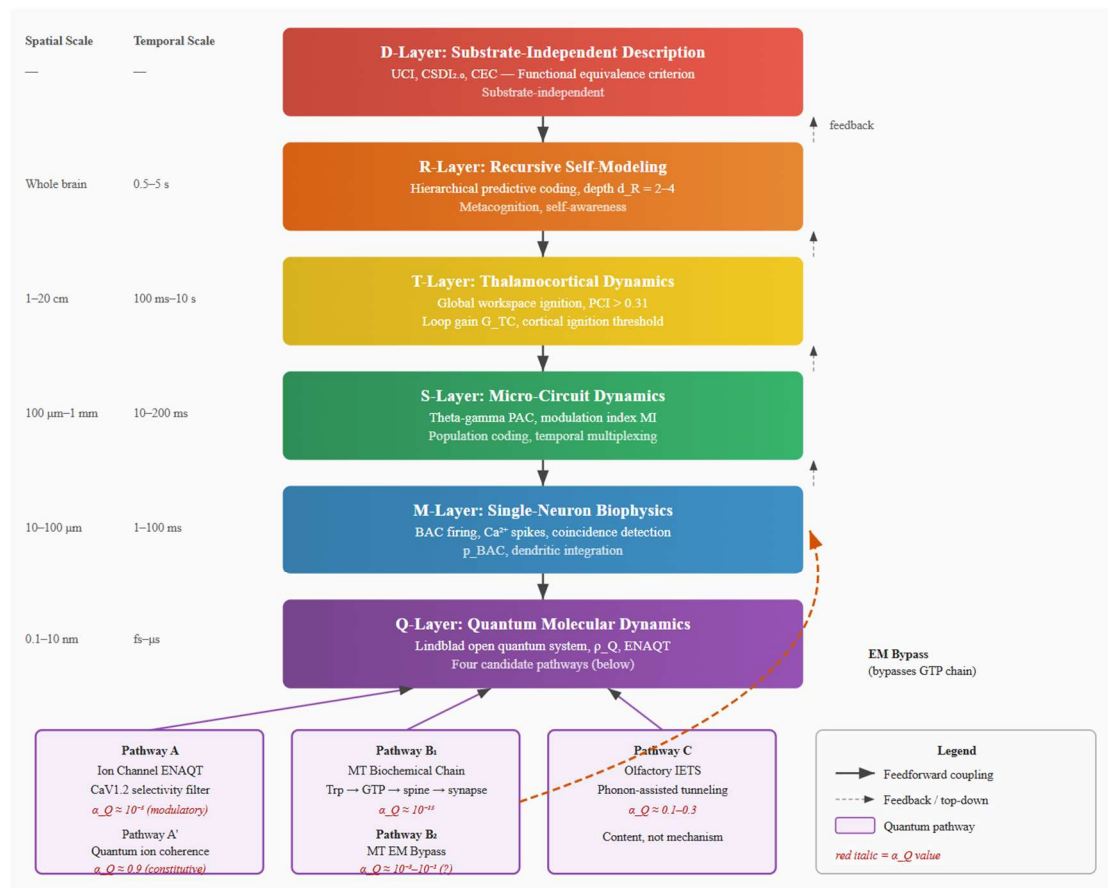 Spatial Scale
Temporal Scale
—
—
D-Layer: Substrate-Independent Description
UCI, CSDI₂.₀, CEC — Functional equivalence criterion
Substrate-independent
feedback
Whole brain
0.5–5 s
R-Layer: Recursive Self-Modeling
Hierarchical predictive coding, depth d_R = 2–4
Metacognition, self-awareness
1–20 cm
100 ms–10 s
T-Layer: Thalamocortical Dynamics
Global workspace ignition, PCI > 0.31
Loop gain G_TC, cortical ignition threshold
100 μm–1 mm
10–200 ms
S-Layer: Micro-Circuit Dynamics
Theta-gamma PAC, modulation index MI
Population coding, temporal multiplexing
10–100 μm
1–100 ms
M-Layer: Single-Neuron Biophysics
BAC firing, Ca²⁺ spikes, coincidence detection
p_BAC, dendritic integration
0.1–10 nm
fs–μs
Q-Layer: Quantum Molecular Dynamics
Lindblad open quantum system, ρ_Q, ENAQT
Four candidate pathways (below)
EM Bypass
(bypasses GTP chain)
Pathway A
Ion Channel ENAQT
CaV1.2 selectivity filter
(modulatory)
Pathway A'
Quantum ion coherence
α_Q ≈ 0.9 (constitutive)
Pathway B₁
MT Biochemical Chain
Trp → GTP → spine → synapse
Pathway B₂
MT EM Bypass
Pathway C
Olfactory IETS
Phonon-assisted tunneling
α_Q ≈ 0.1–0.3
Content, not mechanism
Legend
Feedforward coupling
Feedback / top-down
Quantum pathway
red italic = α_Q value